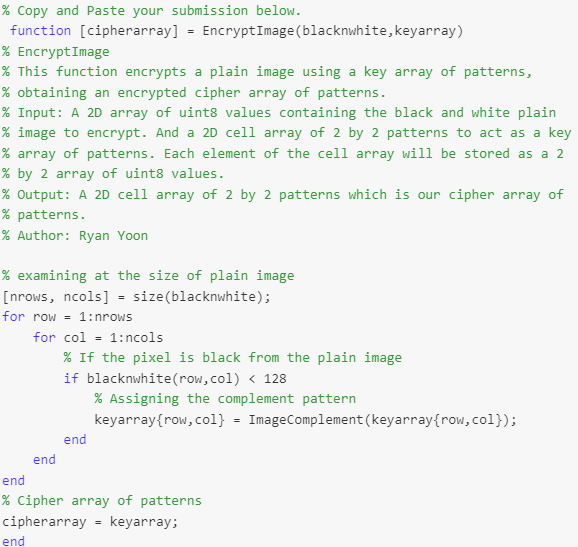 % Copy and Paste your submission below.
function [cipherarray] = EncryptImage(blacknwhite,keyarray)
% EncryptImage
% This function encrypts a plain image using a key array of patterns,
% obtaining an encrypted cipher array of patterns.
% Input: A 2D array of uint8 values containing the black and white plain
% image to encrypt. And a 2D cell array of 2 by 2 patterns to act as a key
% array of patterns. Each element of the cell array will be stored as a 2
% by 2 array of uint8 values.
% Output: A 2D cell array of 2 by 2 patterns which is our cipher array of
% patterns.
% Author: Ryan Yoon

% examining at the size of plain image
[nrows, ncols] = size(blacknwhite);
for row = 1:nrows
    for col = 1:ncols
        % If the pixel is black from the plain image
        if blacknwhite(row,col) < 128
            % Assigning the complement pattern
            keyarray{row,col} = ImageComplement(keyarray{row,col});
        end
    end
end
% Cipher array of patterns
cipherarray = keyarray;
end